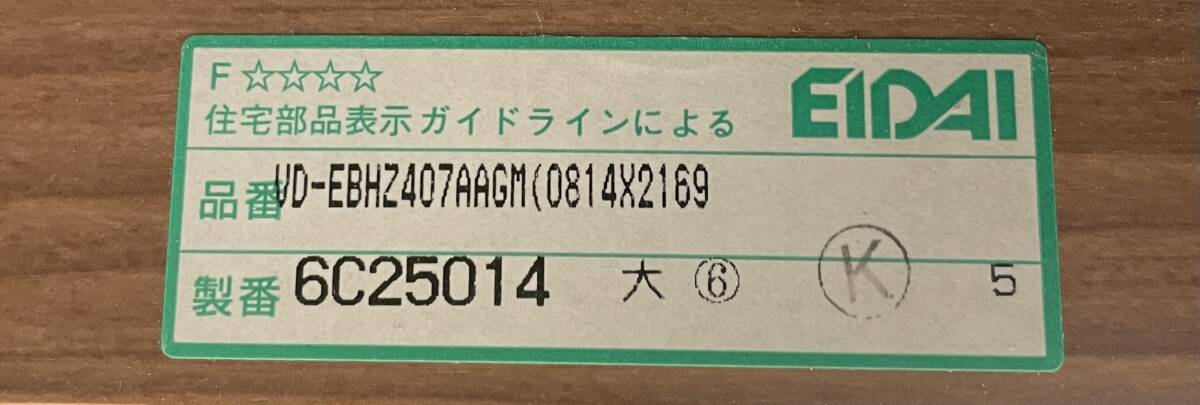 F☆☆☆☆
EIDAI
住宅部品表示ガイドラインによる
品番 VD-EBHZ407AAGM(0814X2169
製番 6C25014 大 ⑥ Ⓚ 5